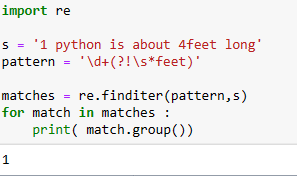 import re
s = '1 python is about 4feet long'
pattern = '\d+(?!\s*feet)'
matches = re.finditer(pattern,s)
for match in matches :
    print( match.group())
1